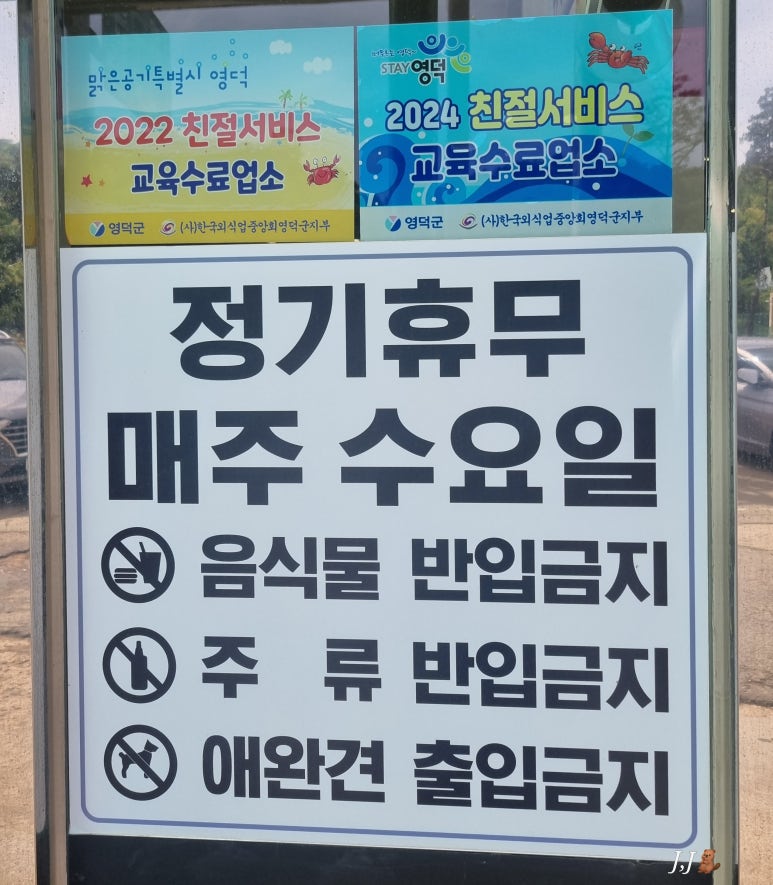 맑은공기특별시 영덕
2022 친절서비스
교육수료업소
영덕군 (사)한국외식업중앙회영덕군지부
STAY영덕
2024 친절서비스
교육수료업소
영덕군 (사)한국외식업중앙회영덕군지부
정기휴무
매주 수요일
음식물 반입금지
주 류 반입금지
애완견 출입금지
J,J